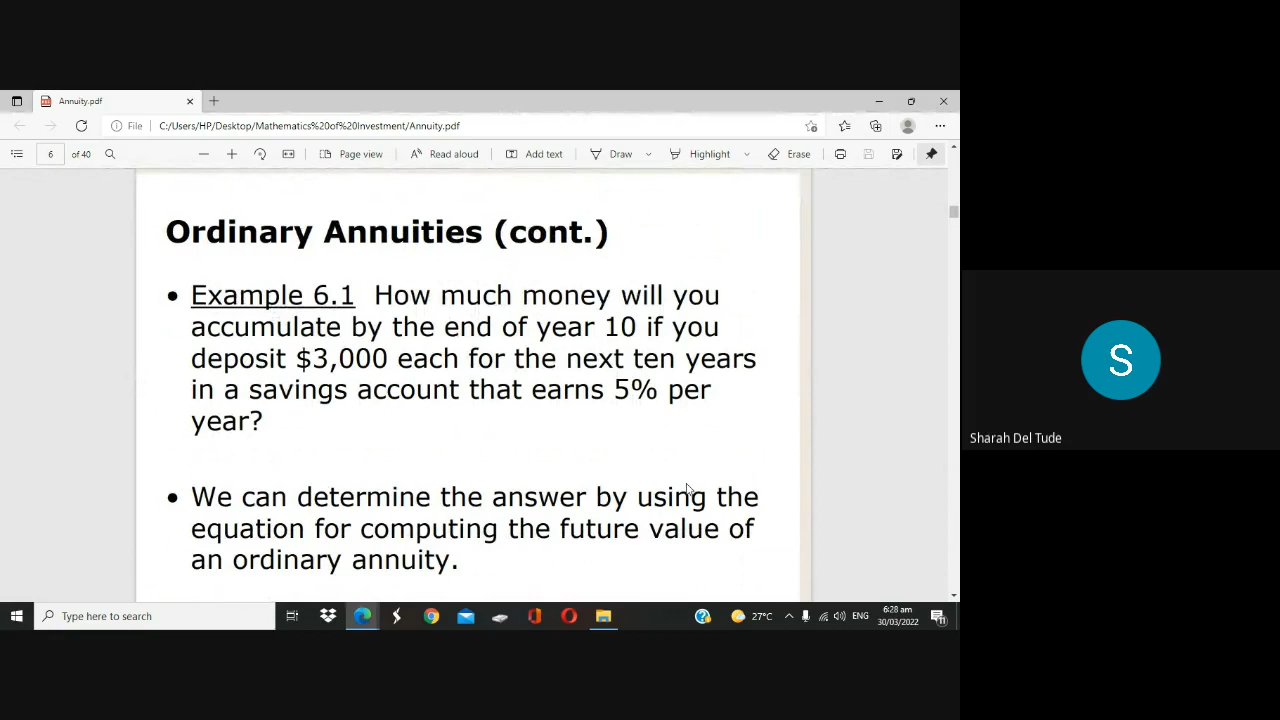 Annuity.pdf
File
C:/Users/HP/Desktop/Mathematics%20of%20Investment/Annuity.pdf
6 of 40
Page view
Read aloud
Add text
Draw
Highlight
Erase
Ordinary Annuities (cont.)
• Example 6.1 How much money will you
accumulate by the end of year 10 if you
deposit $3,000 each for the next ten years
in a savings account that earns 5% per
year?
• We can determine the answer by using the
equation for computing the future value of
an ordinary annuity.
S
Sharah Del Tude
Type here to search
27°C
ENG
6:28 am
30/03/2022
11